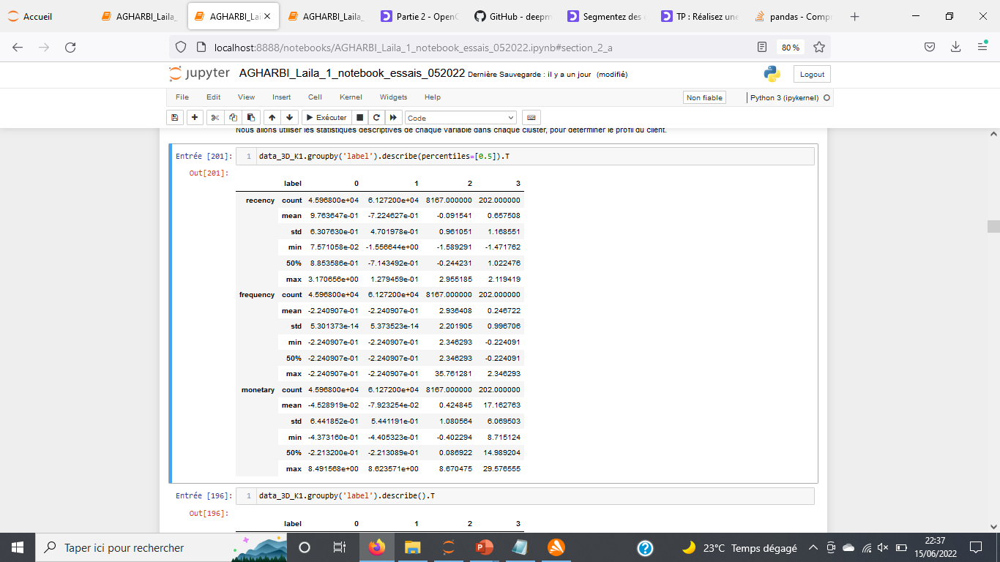 Accueil
AGHARBI_Laila_
AGHARBI_Lai
AGHARBI_Laila_
Partie 2 - OpenC
GitHub - deepm
Segmentez des
TP : Réalisez une
pandas - Comp
localhost:8888/notebooks/AGHARBI_Laila_1_notebook_essais_052022.ipynb#section_2_a
80 %
jupyter AGHARBI_Laila_1_notebook_essais_052022 Dernière Sauvegarde : il y a un jour (modifié)
Logout
File Edit View Insert Cell Kernel Widgets Help
Non fiable
Python 3 (ipykernel)
Exécuter
Code
Nous allons utiliser les statistiques descriptives de chaque variable dans chaque cluster, pour déterminer le profil du client.
Entrée [201]: 1 data_3D_K1.groupby('label').describe(percentiles=[0.5]).T
Out[201]:
label 0 1 2 3
recency count 4.596800e+04 6.127200e+04 8167.000000 202.000000
mean 9.763647e-01 -7.224627e-01 -0.091541 0.657508
std 6.307630e-01 4.701978e-01 0.961051 1.168551
min 7.571058e-02 -1.556644e+00 -1.589291 -1.471762
50% 8.853586e-01 -7.143492e-01 -0.244231 1.022476
max 3.170656e+00 1.279459e-01 2.955185 2.119419
frequency count 4.596800e+04 6.127200e+04 8167.000000 202.000000
mean -2.240907e-01 -2.240907e-01 2.936408 0.246722
std 5.301373e-14 5.373523e-14 2.201905 0.996706
min -2.240907e-01 -2.240907e-01 2.346293 -0.224091
50% -2.240907e-01 -2.240907e-01 2.346293 -0.224091
max -2.240907e-01 -2.240907e-01 35.761281 2.346293
monetary count 4.596800e+04 6.127200e+04 8167.000000 202.000000
mean -4.528919e-02 -7.923254e-02 0.424845 17.162763
std 6.441852e-01 5.441191e-01 1.080564 6.069503
min -4.373160e-01 -4.405323e-01 -0.402294 8.715124
50% -2.213200e-01 -2.213089e-01 0.086922 14.989204
max 8.491568e+00 8.623571e+00 8.670475 29.576555
Entrée [196]: 1 data_3D_K1.groupby('label').describe().T
Out[196]:
label 0 1 2 3
Taper ici pour rechercher
23°C Temps dégagé
22:37
15/06/2022